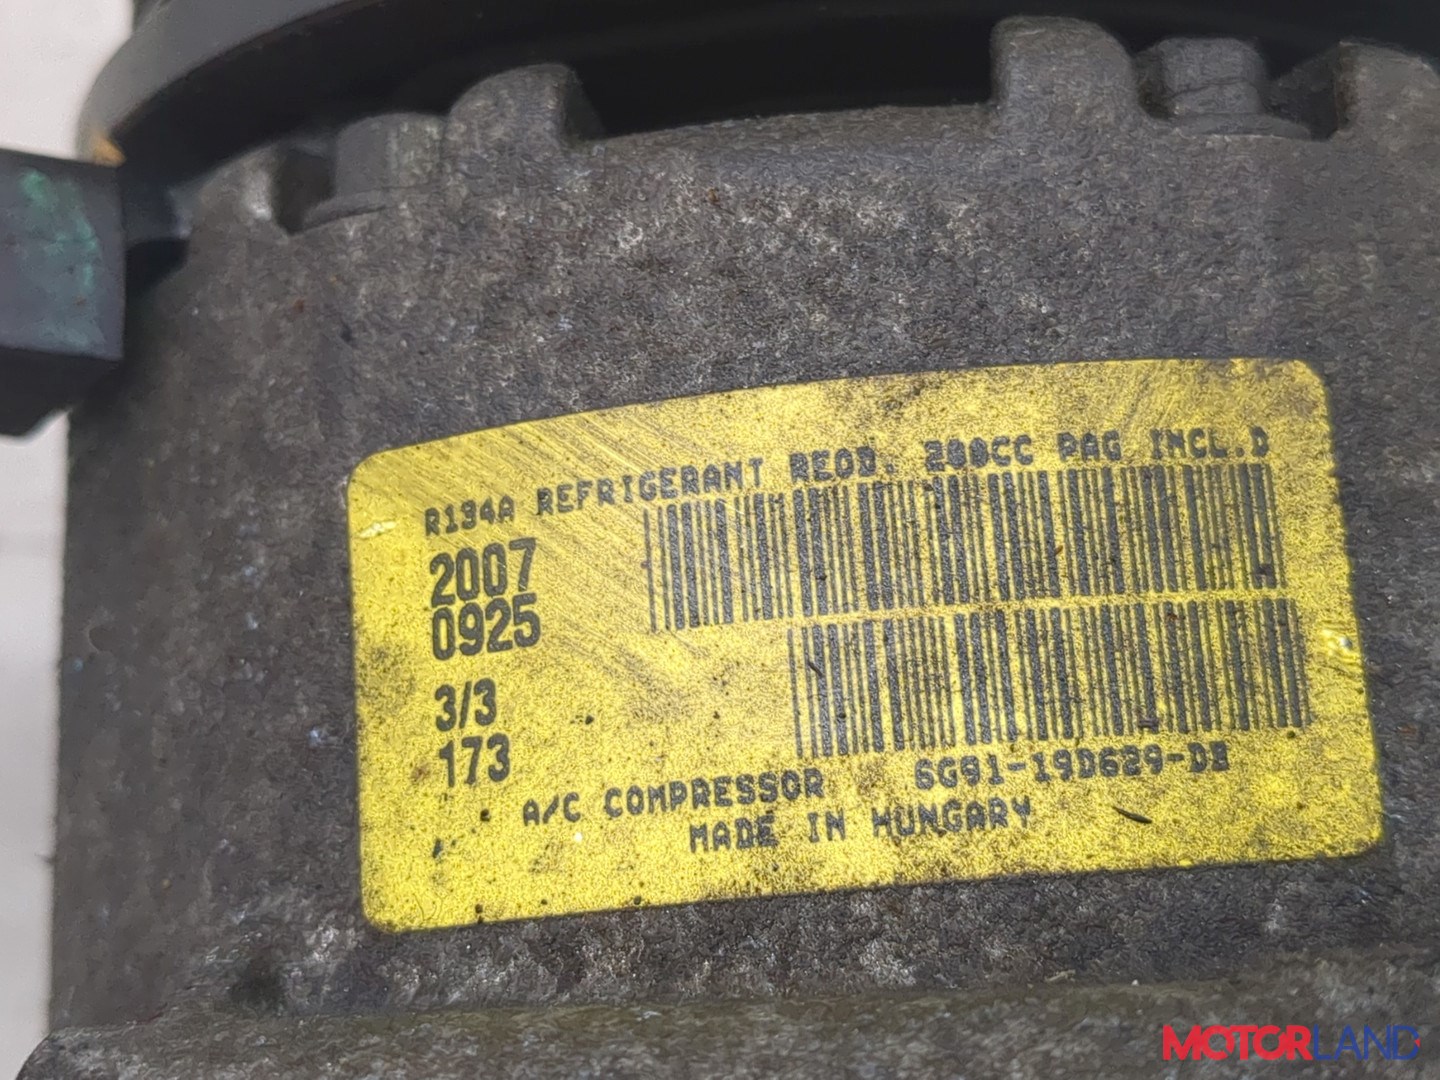 R134A REFRIGERANT REQD. 200CC PAG INCL.D
2007
0925
3/3
173
A/C COMPRESSOR 6G91-19D629-DB
MADE IN HUNGARY
MOTORLAND